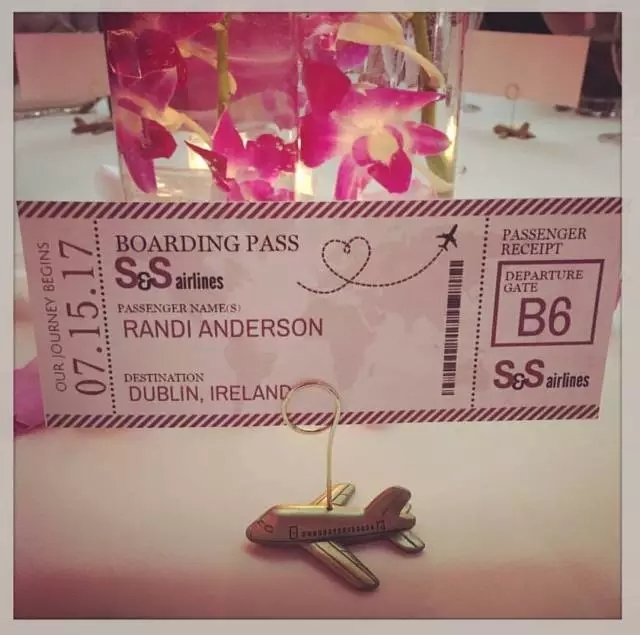 OUR JOURNEY BEGINS
07.15.17
BOARDING PASS
S&S airlines
PASSENGER NAME(S)
RANDI ANDERSON
DESTINATION
DUBLIN, IRELAND
PASSENGER
RECEIPT
DEPARTURE
GATE
B6
S&S airlines